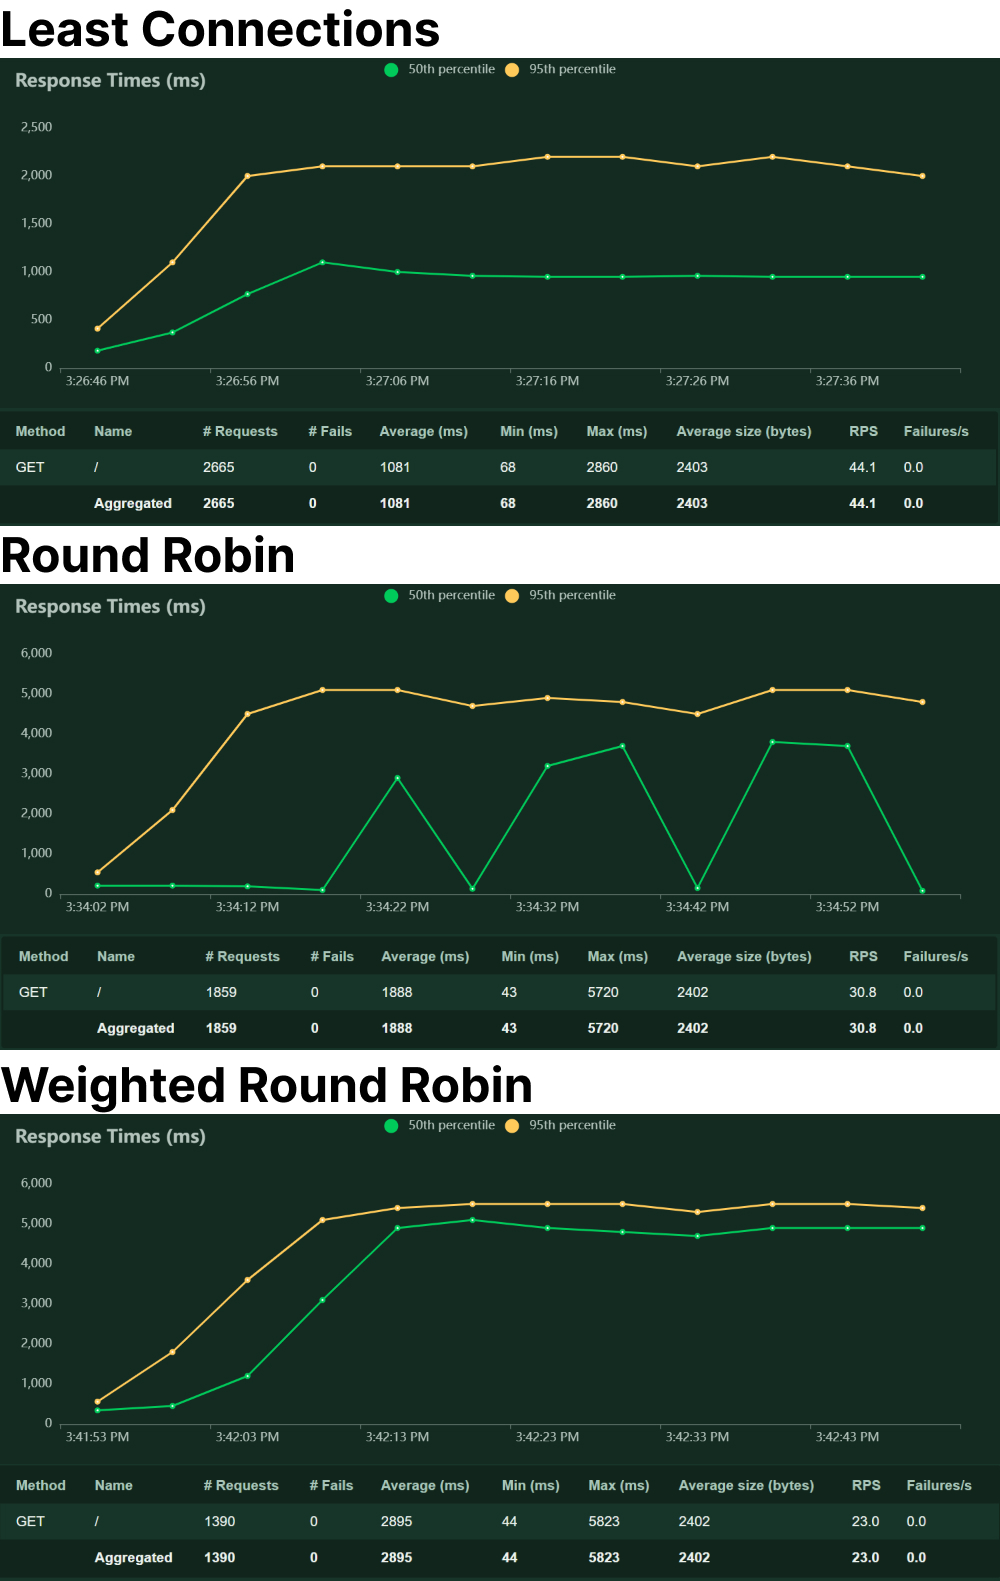 Least Connections
Response Times (ms)
50th percentile 95th percentile
2,500
2,000
1,500
1,000
500
0
3:26:46 PM 3:26:56 PM 3:27:06 PM 3:27:16 PM 3:27:26 PM 3:27:36 PM
Method Name # Requests # Fails Average (ms) Min (ms) Max (ms) Average size (bytes) RPS Failures/s
GET / 2665 0 1081 68 2860 2403 44.1 0.0
Aggregated 2665 0 1081 68 2860 2403 44.1 0.0
Round Robin
Response Times (ms)
50th percentile 95th percentile
6,000
5,000
4,000
3,000
2,000
1,000
0
3:34:02 PM 3:34:12 PM 3:34:22 PM 3:34:32 PM 3:34:42 PM 3:34:52 PM
Method Name # Requests # Fails Average (ms) Min (ms) Max (ms) Average size (bytes) RPS Failures/s
GET / 1859 0 1888 43 5720 2402 30.8 0.0
Aggregated 1859 0 1888 43 5720 2402 30.8 0.0
Weighted Round Robin
Response Times (ms)
50th percentile 95th percentile
6,000
5,000
4,000
3,000
2,000
1,000
0
3:41:53 PM 3:42:03 PM 3:42:13 PM 3:42:23 PM 3:42:33 PM 3:42:43 PM
Method Name # Requests # Fails Average (ms) Min (ms) Max (ms) Average size (bytes) RPS Failures/s
GET / 1390 0 2895 44 5823 2402 23.0 0.0
Aggregated 1390 0 2895 44 5823 2402 23.0 0.0